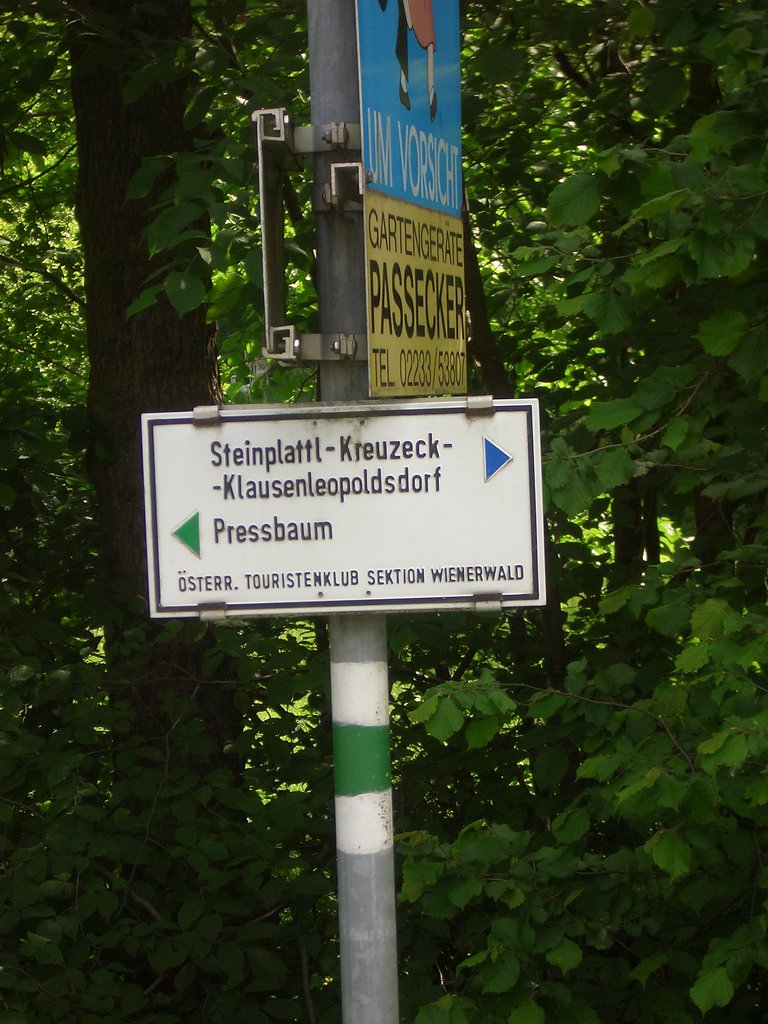 UM VORSICHT
GARTENGERÄTE
PASSECKER
TEL. 02233/53807
Steinplattl-Kreuzeck-
-Klausenleopoldsdorf
Pressbaum
ÖSTERR. TOURISTENKLUB SEKTION WIENERWALD